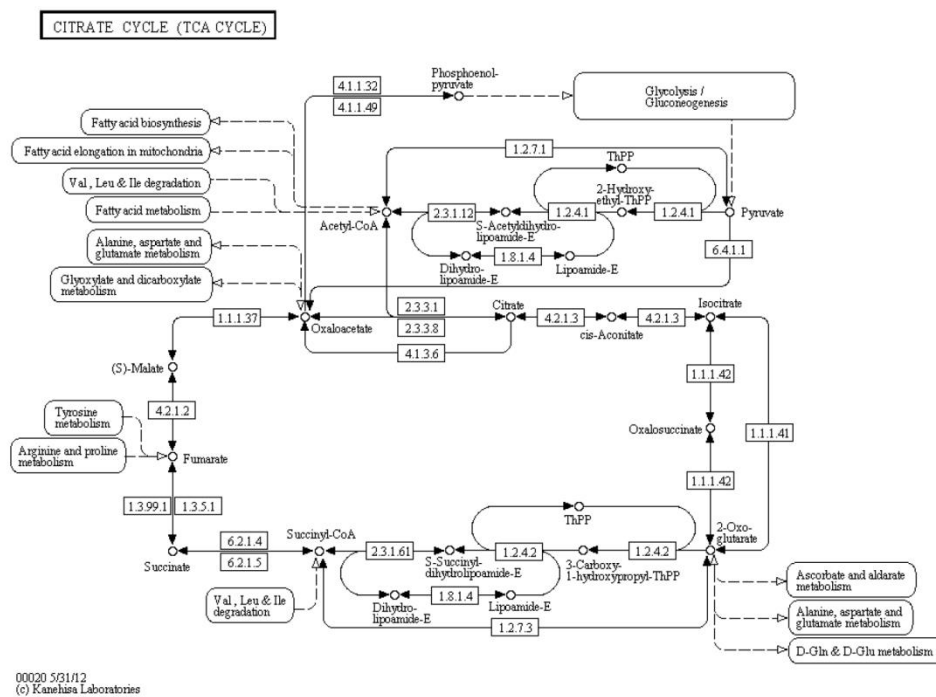 CITRATE CYCLE (TCA CYCLE)
Phosphoenol-
pyruvate
4.1.1.32
4.1.1.49
Glycolysis /
Gluconeogenesis
Fatty acid biosynthesis
Fatty acid elongation in mitochondria
Val , Leu & Ile degradation
Fatty acid metabolism
Alanine, aspartate and
glutamate metabolism
Glyoxylate and dicarboxylate
metabolism
1.2.7.1
ThPP
2-Hydroxy-
ethyl-ThPP
Acetyl-CoA
2.3.1.12
S-Acetyldihydro-
lipoamide-E
1.2.4.1
1.2.4.1
Pyruvate
Dihydro-
lipoamide-E
1.8.1.4
Lipoamide-E
6.4.1.1
1.1.1.37
Oxaloacetate
2.3.3.1
2.3.3.8
4.1.3.6
Citrate
4.2.1.3
cis-Aconitate
4.2.1.3
Isocitrate
(S)-Malate
4.2.1.2
1.1.1.42
Oxalosuccinate
1.1.1.41
1.1.1.42
Tyrosine
metabolism
Arginine and proline
metabolism
Fumarate
1.3.99.1
1.3.5.1
Succinate
6.2.1.4
6.2.1.5
Succinyl-CoA
2.3.1.61
S-Succinyl-
dihydrolipoamide-E
1.2.4.2
ThPP
3-Carboxy-
1-hydroxypropyl-ThPP
1.2.4.2
2-Oxo-
glutarate
Val , Leu & Ile
degradation
Dihydro-
lipoamide-E
1.8.1.4
Lipoamide-E
1.2.7.3
Ascorbate and aldarate
metabolism
Alanine, aspartate and
glutamate metabolism
D-Gln & D-Glu metabolism
00020 5/31/12
(c) Kanehisa Laboratories